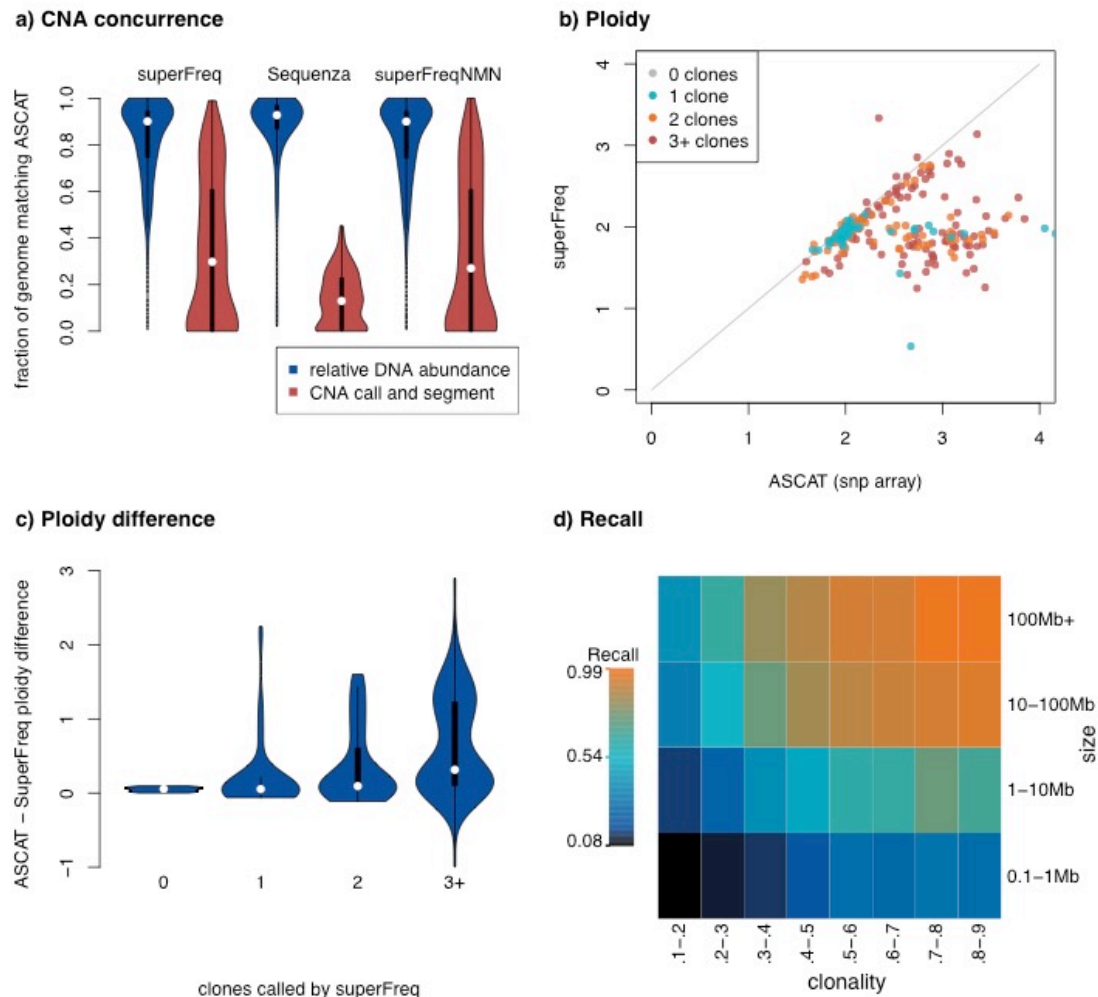 a) CNA concurrence
superFreq Sequenza superFreqNMN
fraction of genome matching ASCAT
1.0
0.8
0.6
0.4
0.2
0.0
relative DNA abundance
CNA call and segment
b) Ploidy
0 clones
1 clone
2 clones
3+ clones
superFreq
4
3
2
1
0
0 1 2 3 4
ASCAT (snp array)
c) Ploidy difference
ASCAT − SuperFreq ploidy difference
3
2
1
0
−1
0 1 2 3+
clones called by superFreq
d) Recall
Recall
0.99
0.54
0.08
100Mb+
10−100Mb
1−10Mb
0.1−1Mb
size
.1−.2 .2−.3 .3−.4 .4−.5 .5−.6 .6−.7 .7−.8 .8−.9
clonality